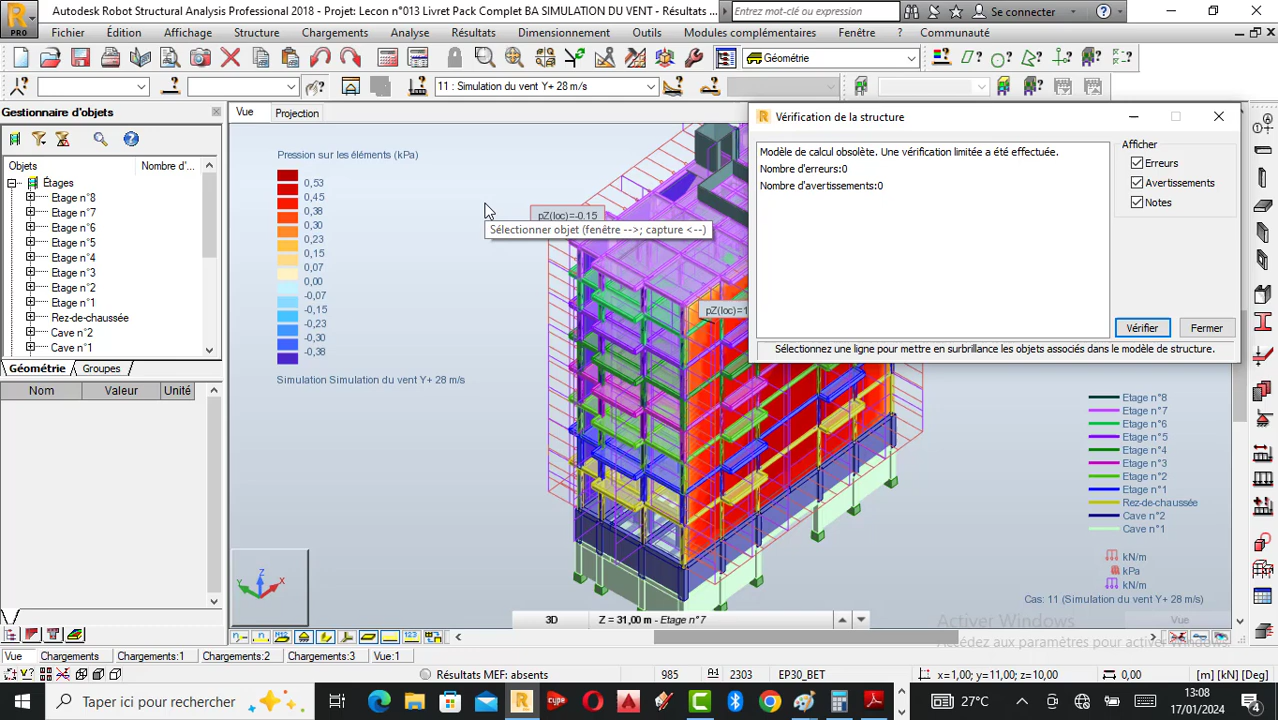 Autodesk Robot Structural Analysis Professional 2018 - Projet: Lecon n°013 Livret Pack Complet BA SIMULATION DU VENT - Résultats ...
Entrez mot-clé ou expression
Se connecter
PRO
Fichier Édition Affichage Structure Chargements Analyse Résultats Dimensionnement Outils Modules complémentaires Fenêtre ? Communauté
Géométrie
11 : Simulation du vent Y+ 28 m/s
Gestionnaire d'objets
Objets Nombre d'...
Étages
Etage n°8
Etage n°7
Etage n°6
Etage n°5
Etage n°4
Etage n°3
Etage n°2
Etage n°1
Rez-de-chaussée
Cave n°2
Cave n°1
Géométrie Groupes
Nom Valeur Unité
Vue Projection
Pression sur les éléments (kPa)
0,53
0,45
0,38
0,30
0,23
0,15
0,07
0,00
-0,07
-0,15
-0,23
-0,30
-0,38
Simulation Simulation du vent Y+ 28 m/s
pZ(loc)=-0.15
Sélectionner objet (fenêtre -->; capture <--)
pZ(loc)=1
Vérification de la structure
Modèle de calcul obsolète. Une vérification limitée a été effectuée.
Nombre d'erreurs:0
Nombre d'avertissements:0
Afficher
Erreurs
Avertissements
Notes
Vérifier Fermer
Sélectionnez une ligne pour mettre en surbrillance les objets associés dans le modèle de structure.
Etage n°8
Etage n°7
Etage n°6
Etage n°5
Etage n°4
Etage n°3
Etage n°2
Etage n°1
Rez-de-chaussée
Cave n°2
Cave n°1
kN/m
kPa
kN/m
Cas: 11 (Simulation du vent Y+ 28 m/s)
Z
Y
X
3D Z = 31,00 m - Etage n°7
Activer Windows
Vue
Accédez aux paramètres pour activer Windows.
Vue Chargements Chargements:1 Chargements:2 Chargements:3 Vue:1
Résultats MEF: absents 985 2303 EP30_BET x=1,00; y=11,00; z=10,00 0,00 [m] [kN] [Deg]
Taper ici pour rechercher
27°C
13:08
17/01/2024
4